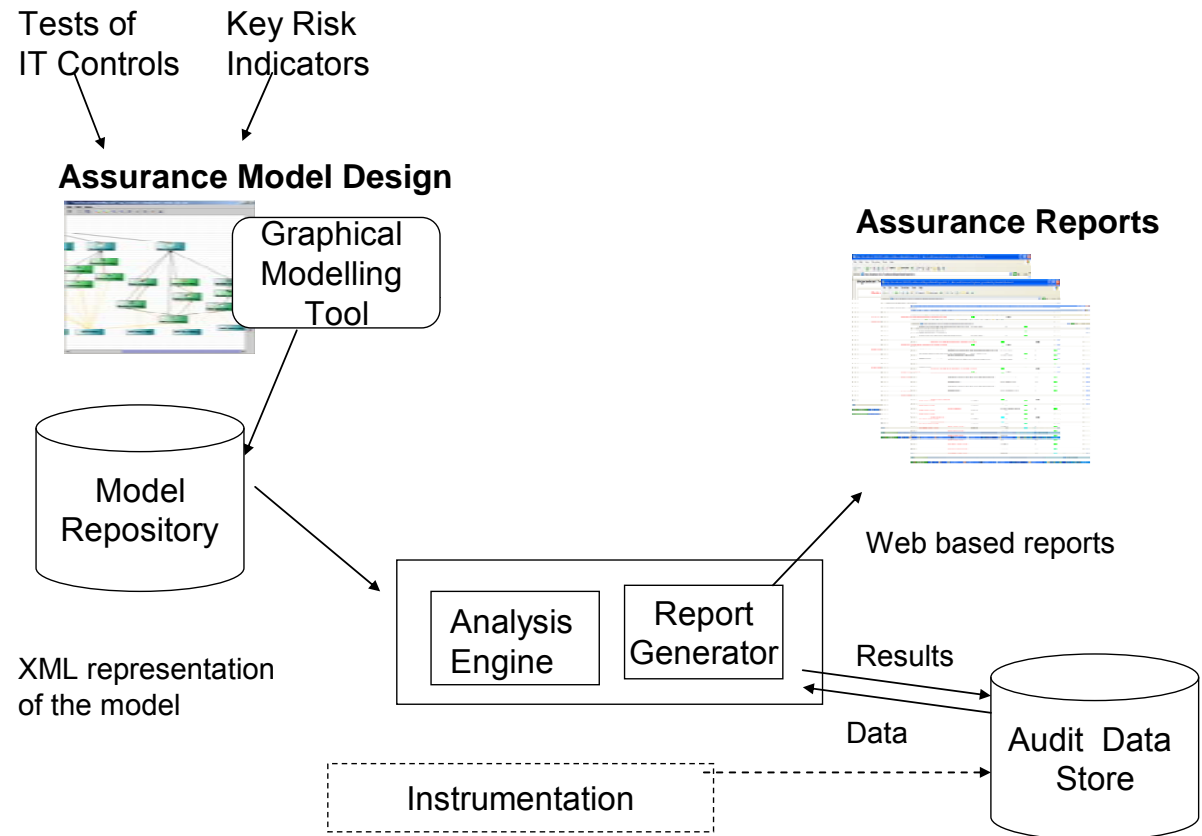 Tests of
IT Controls
Key Risk
Indicators
Assurance Model Design
Graphical
Modelling
Tool
Assurance Reports
Model
Repository
Web based reports
Analysis
Engine
Report
Generator
XML representation
of the model
Results
Data
Audit Data
Store
Instrumentation